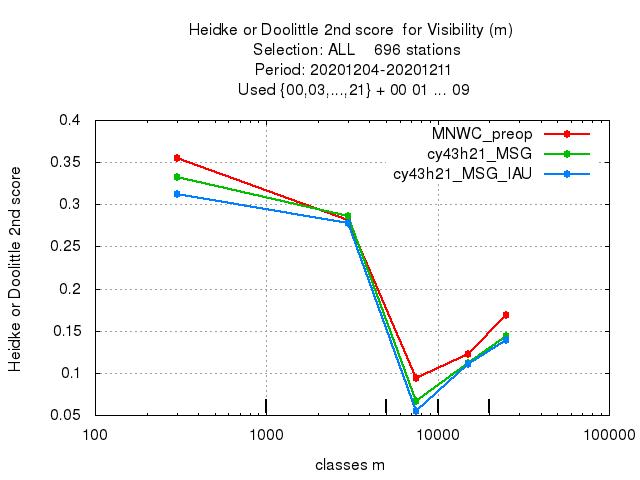 Heidke or Doolittle 2nd score  for Visibility (m)
Selection: ALL    696 stations
Period: 20201204-20201211
Used {00,03,...,21} + 00 01 ... 09
0.4
0.35
0.3
0.25
0.2
0.15
0.1
0.05
Heidke or Doolittle 2nd score
MNWC_preop
cy43h21_MSG
cy43h21_MSG_IAU
100
1000
10000
100000
classes m